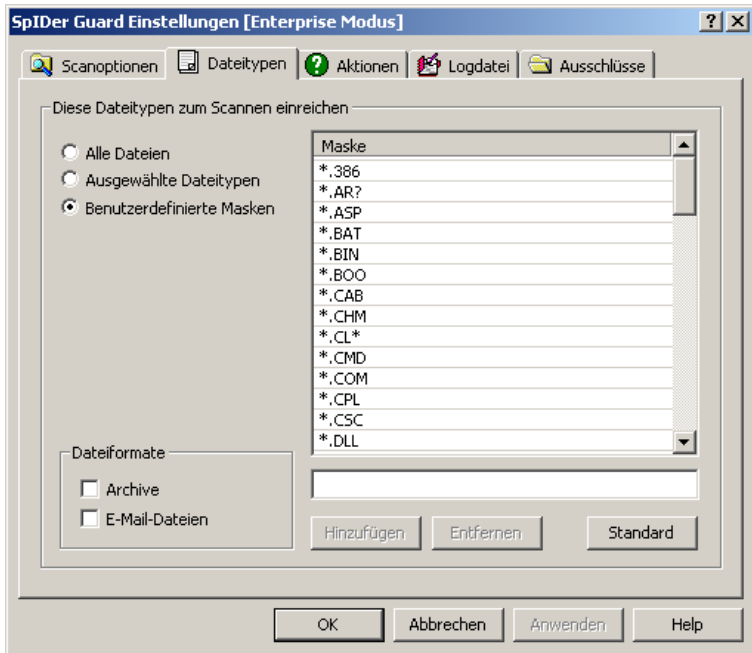 SpIDer Guard Einstellungen [Enterprise Modus]
Scanoptionen
Dateitypen
Aktionen
Logdatei
Ausschlüsse
Diese Dateitypen zum Scannen einreichen
Alle Dateien
Ausgewählte Dateitypen
Benutzerdefinierte Masken
Maske
*.386
*.AR?
*.ASP
*.BAT
*.BIN
*.BOO
*.CAB
*.CHM
*.CL*
*.CMD
*.COM
*.CPL
*.CSC
*.DLL
Dateiformate
Archive
E-Mail-Dateien
Hinzufügen
Entfernen
Standard
OK
Abbrechen
Anwenden
Help